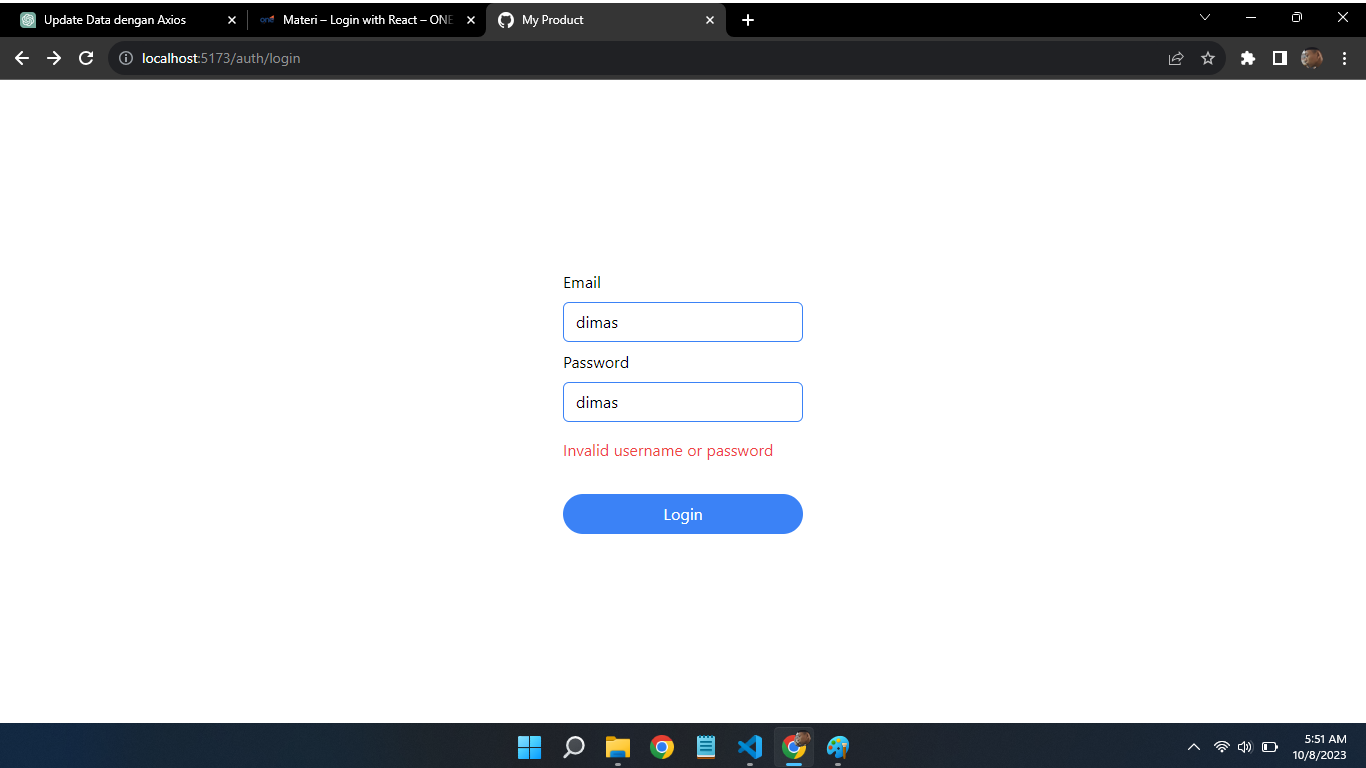 Update Data dengan Axios
Materi – Login with React – ONE
My Product
localhost:5173/auth/login
Email
dimas
Password
dimas
Invalid username or password
Login
5:51 AM
10/8/2023